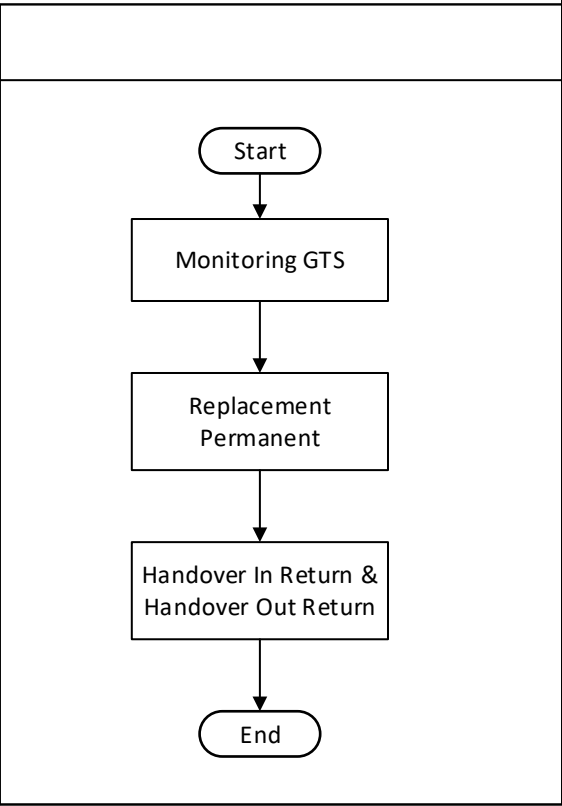 Start
Monitoring GTS
Replacement
Permanent
Handover In Return &
Handover Out Return
End